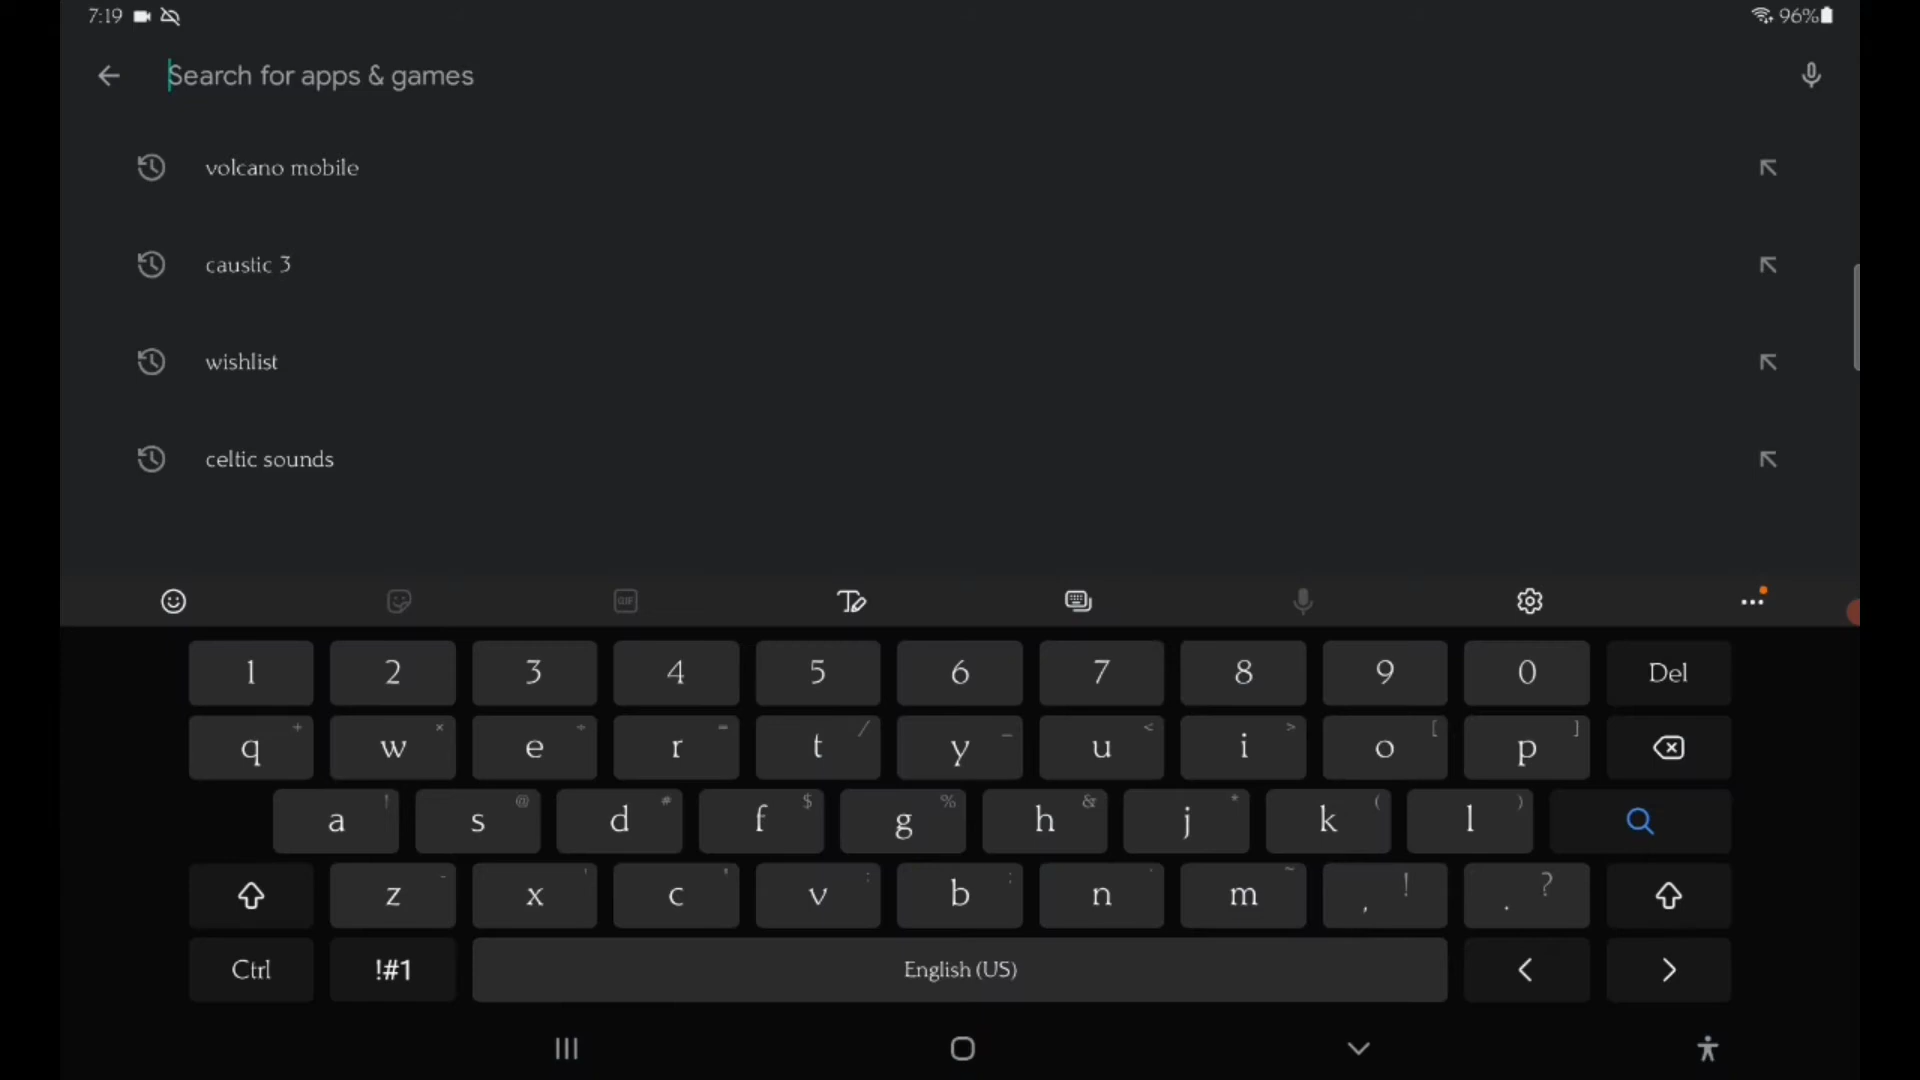 7:19 96%
Search for apps & games
volcano mobile
caustic 3
wishlist
celtic sounds
GIF
1 2 3 4 5 6 7 8 9 0 Del
q + w × e ÷ r = t / y _ u < i > o [ p ]
a ! s @ d # f $ g % h & j * k ( l )
z - x ' c " v : b ; n m ~ , ! . ?
Ctrl !#1 English (US) < >